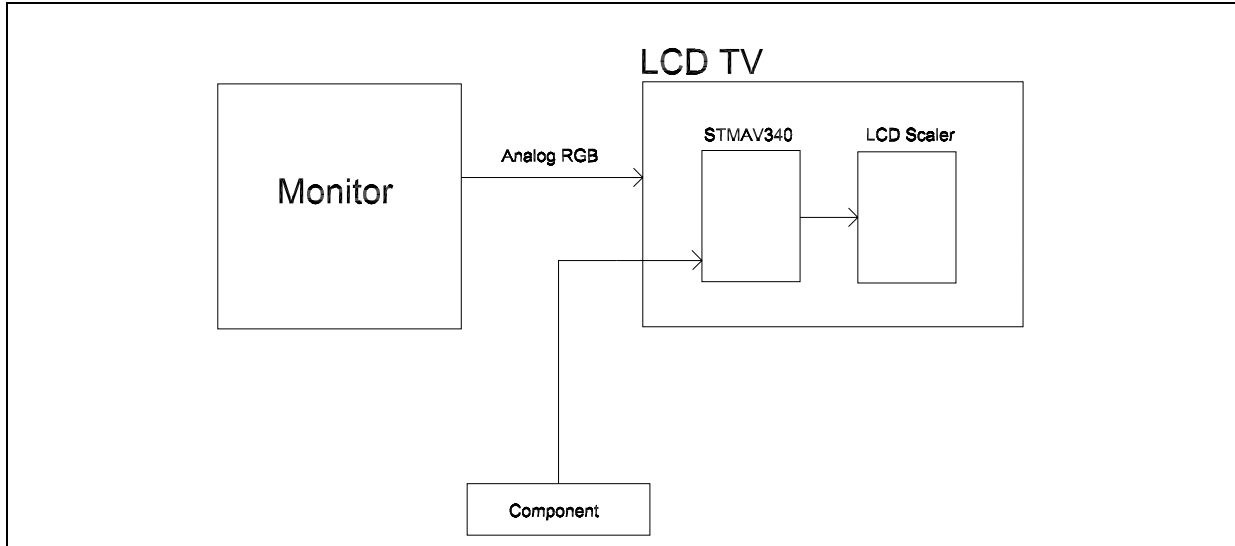 LCD TV
STMAV340
LCD Scaler
Analog RGB
Monitor
Component